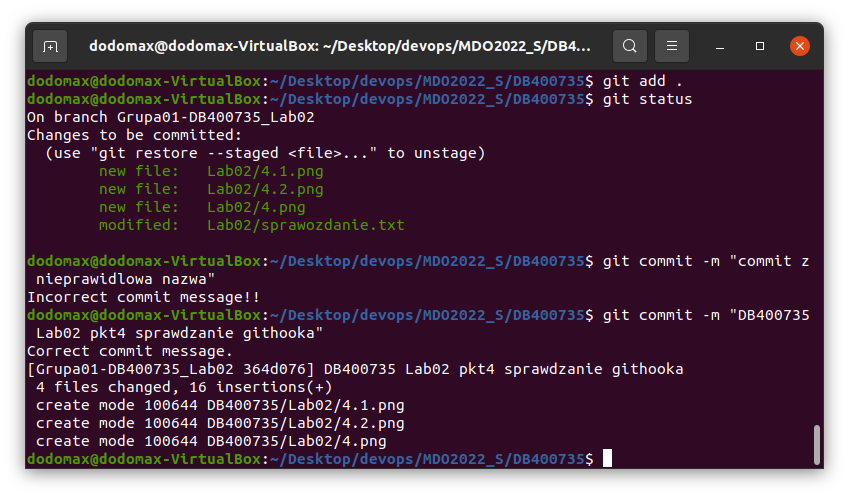 dodomax@dodomax-VirtualBox: ~/Desktop/devops/MDO2022_S/DB4...
dodomax@dodomax-VirtualBox:~/Desktop/devops/MDO2022_S/DB400735$ git add .
dodomax@dodomax-VirtualBox:~/Desktop/devops/MDO2022_S/DB400735$ git status
On branch Grupa01-DB400735_Lab02
Changes to be committed:
  (use "git restore --staged <file>..." to unstage)
        new file:   Lab02/4.1.png
        new file:   Lab02/4.2.png
        new file:   Lab02/4.png
        modified:   Lab02/sprawozdanie.txt
dodomax@dodomax-VirtualBox:~/Desktop/devops/MDO2022_S/DB400735$ git commit -m "commit z
 nieprawidlowa nazwa"
Incorrect commit message!!
dodomax@dodomax-VirtualBox:~/Desktop/devops/MDO2022_S/DB400735$ git commit -m "DB400735
 Lab02 pkt4 sprawdzanie githooka"
Correct commit message.
[Grupa01-DB400735_Lab02 364d076] DB400735 Lab02 pkt4 sprawdzanie githooka
 4 files changed, 16 insertions(+)
 create mode 100644 DB400735/Lab02/4.1.png
 create mode 100644 DB400735/Lab02/4.2.png
 create mode 100644 DB400735/Lab02/4.png
dodomax@dodomax-VirtualBox:~/Desktop/devops/MDO2022_S/DB400735$